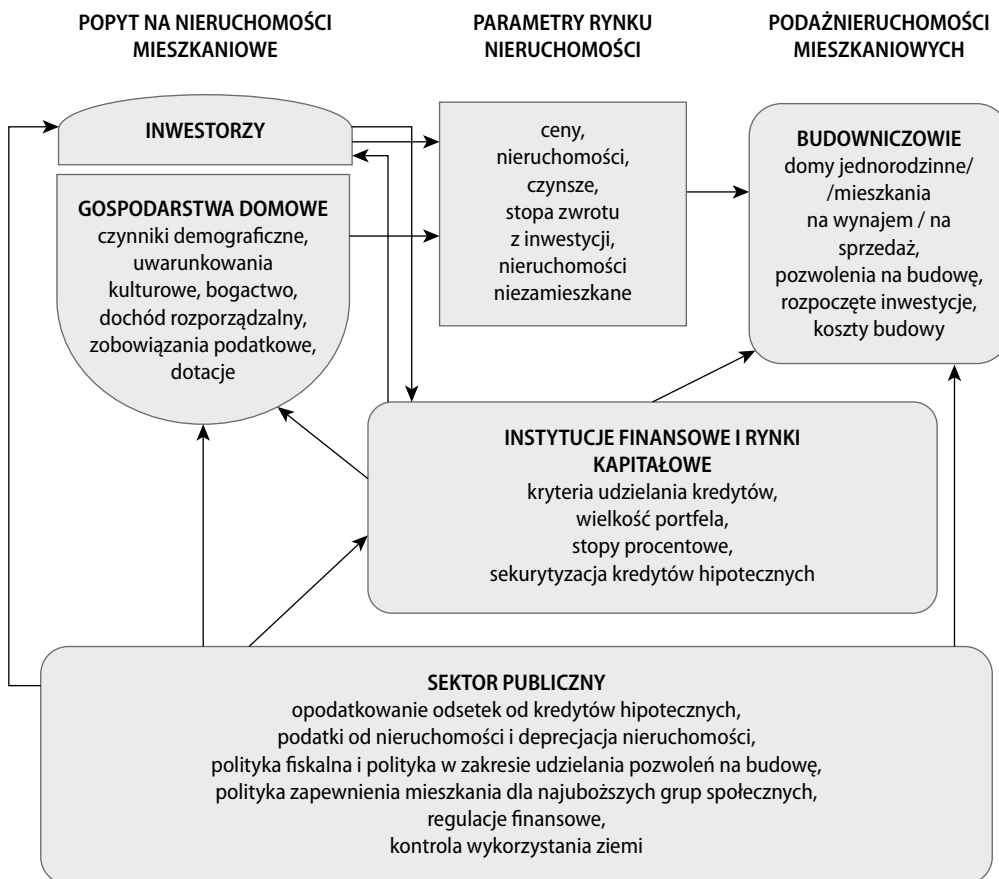 POPYT NA NIERUCHOMOŚCI
MIESZKANIOWE
PARAMETRY RYNKU
NIERUCHOMOŚCI
PODAŻNIERUCHOMOŚCI
MIESZKANIOWYCH
INWESTORZY
GOSPODARSTWA DOMOWE
czynniki demograficzne,
uwarunkowania
kulturowe, bogactwo,
dochód rozporządzalny,
zobowiązania podatkowe,
dotacje
ceny,
nieruchomości,
czynsze,
stopa zwrotu
z inwestycji,
nieruchomości
niezamieszkane
BUDOWNICZOWIE
domy jednorodzinne/
/mieszkania
na wynajem / na
sprzedaż,
pozwolenia na budowę,
rozpoczęte inwestycje,
koszty budowy
INSTYTUCJE FINANSOWE I RYNKI
KAPITAŁOWE
kryteria udzielania kredytów,
wielkość portfela,
stopy procentowe,
sekurytyzacja kredytów hipotecznych
SEKTOR PUBLICZNY
opodatkowanie odsetek od kredytów hipotecznych,
podatki od nieruchomości i deprecjacja nieruchomości,
polityka fiskalna i polityka w zakresie udzielania pozwoleń na budowę,
polityka zapewnienia mieszkania dla najuboższych grup społecznych,
regulacje finansowe,
kontrola wykorzystania ziemi